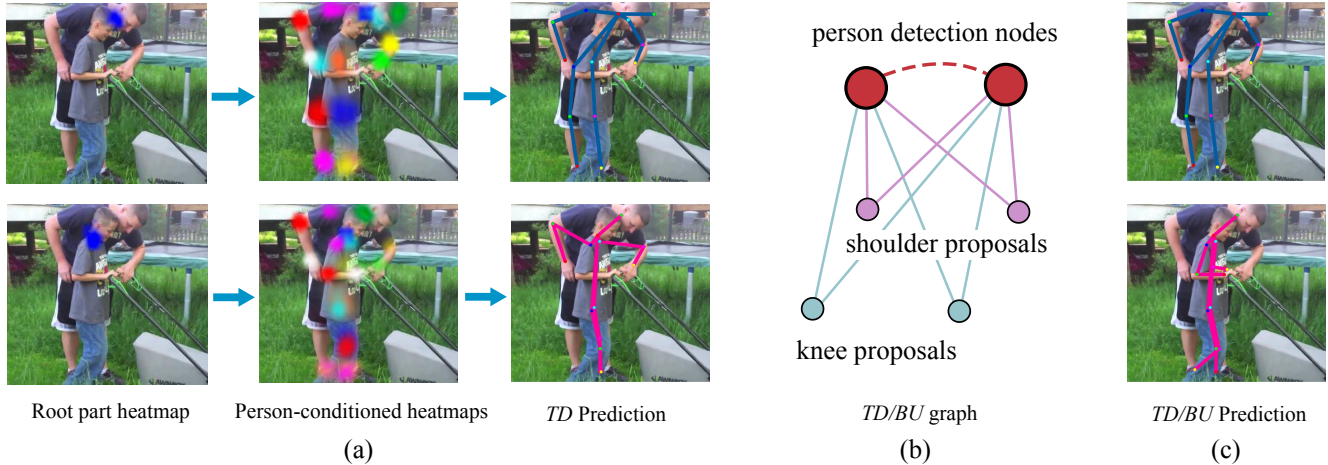 person detection nodes
shoulder proposals
knee proposals
Root part heatmap
Person-conditioned heatmaps
TD Prediction
TD/BU graph
TD/BU Prediction
(a)
(b)
(c)